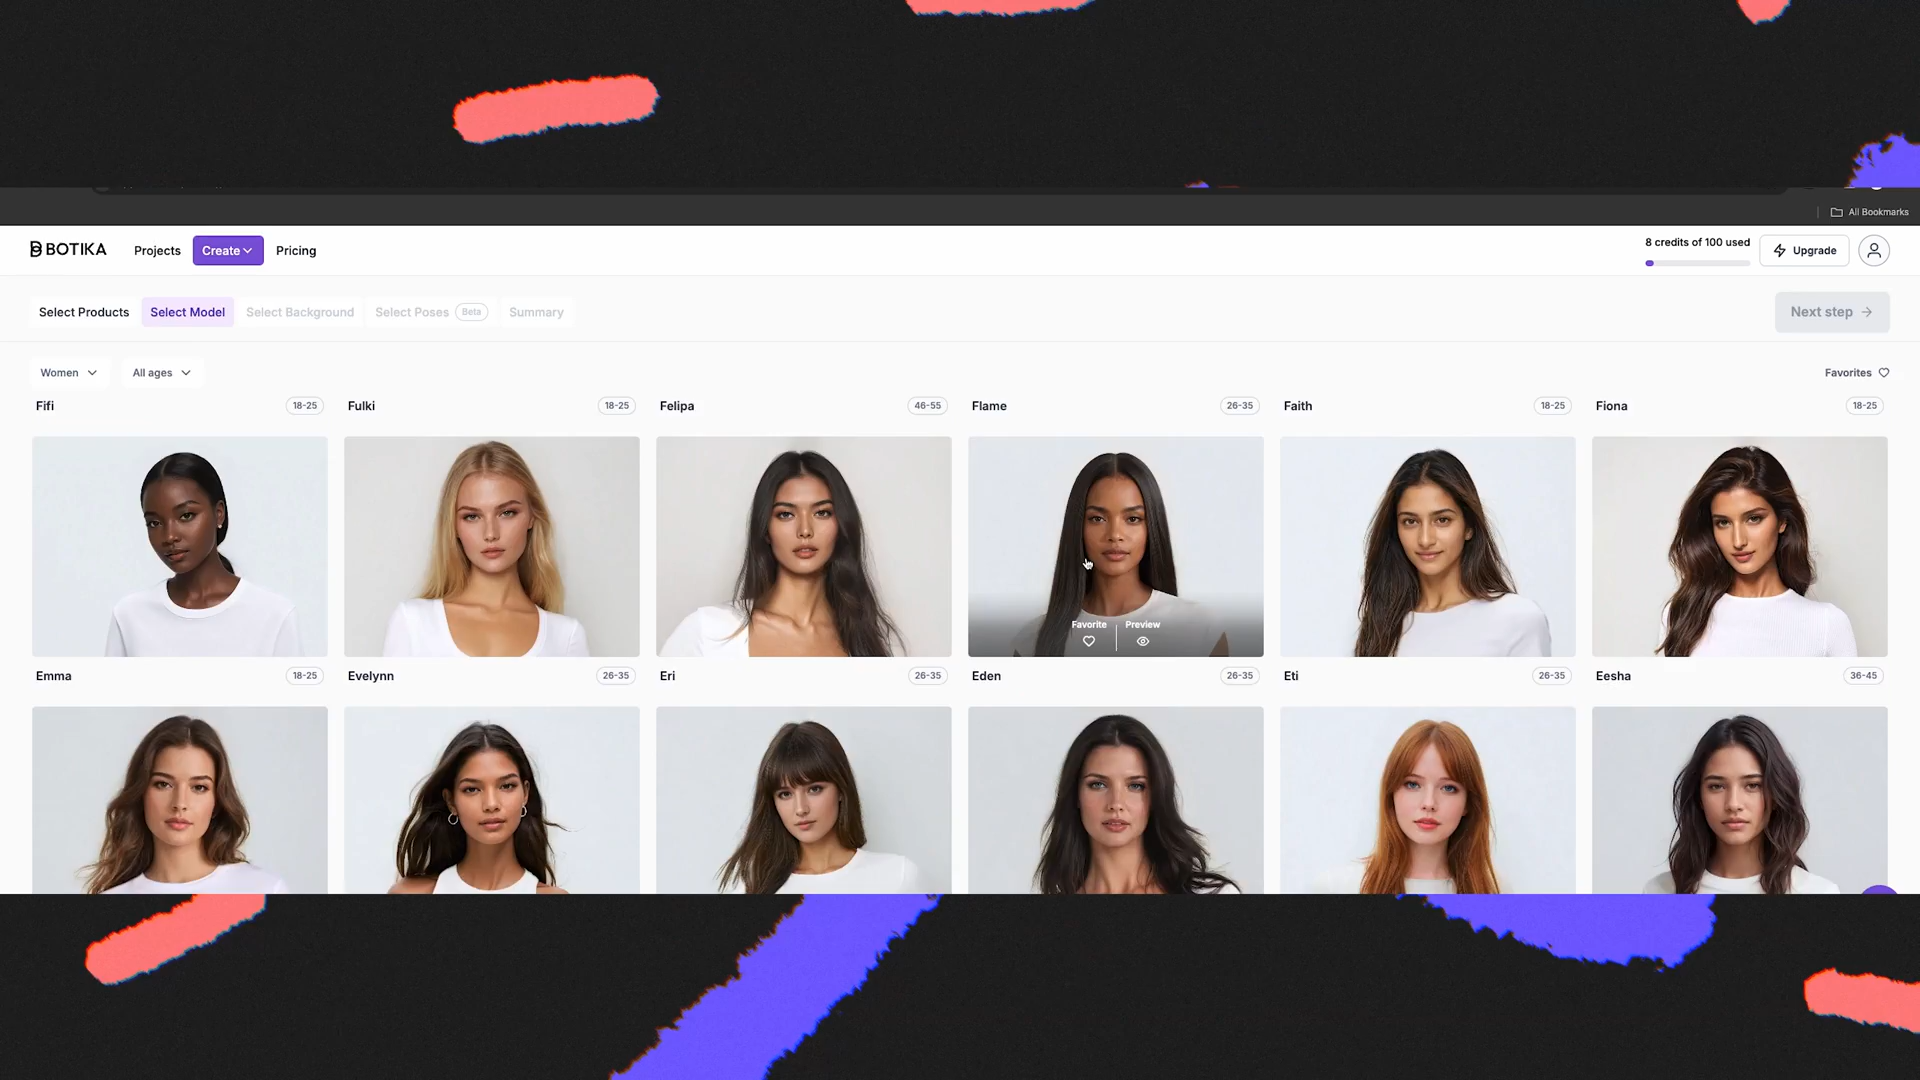 All Bookmarks
BOTIKA
Projects
Create
Pricing
8 credits of 100 used
Upgrade
Select Products
Select Model
Select Background
Select Poses
Beta
Summary
Next step
Women
All ages
Favorites
Fifi
18-25
Fulki
18-25
Felipa
46-55
Flame
26-35
Faith
18-25
Fiona
18-25
Favorite
Preview
Emma
18-25
Evelynn
26-35
Eri
26-35
Eden
26-35
Eti
26-35
Eesha
36-45